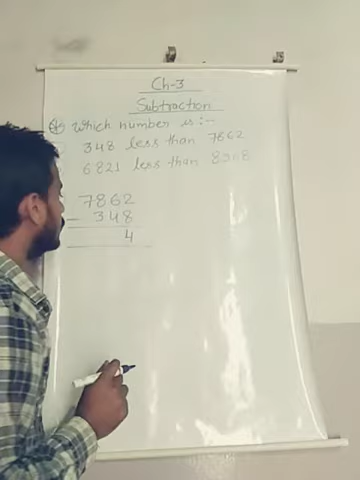 Ch-3
Subtraction
which number is :-
348 less than 7862
6821 less than
7862
- 348
4